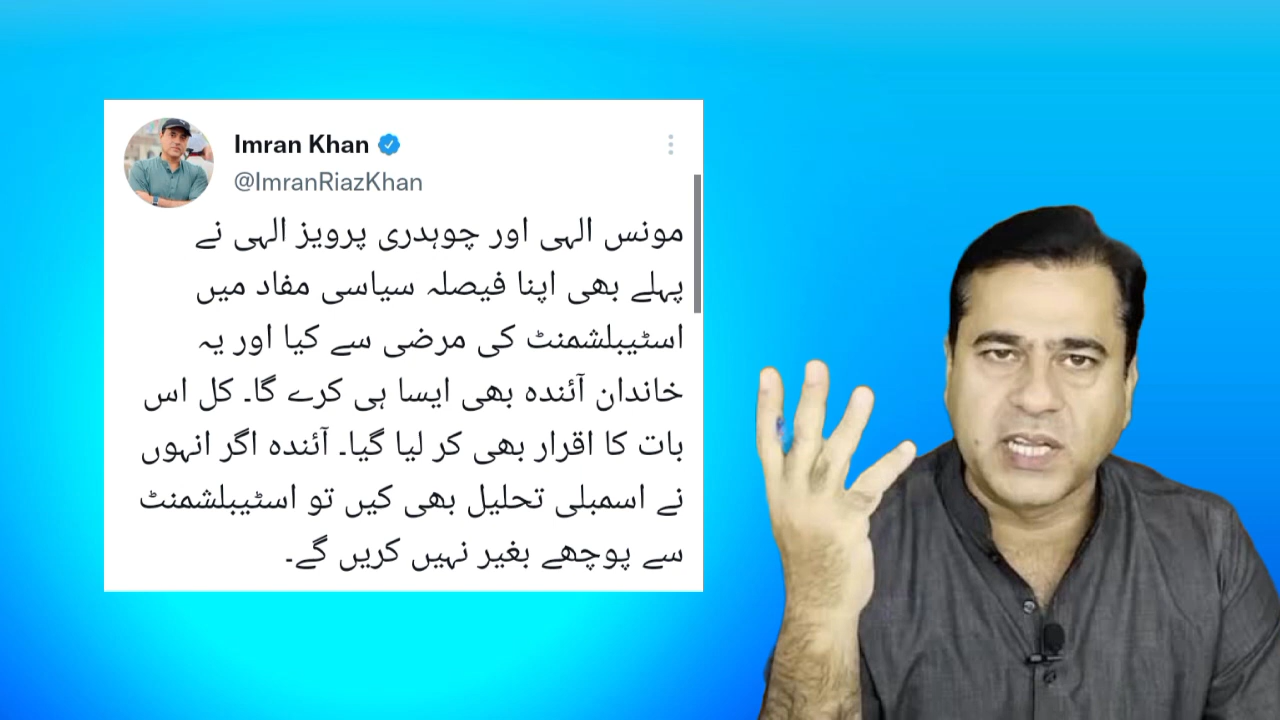 Imran Khan
@ImranRiazKhan
مونس الہی اور چوہدری پرویز الہی نے
پہلے بھی اپنا فیصلہ سیاسی مفاد میں
اسٹیبلشمنٹ کی مرضی سے کیا اور یہ
خاندان آئندہ بھی ایسا ہی کرے گا۔ کل اس
بات کا اقرار بھی کر لیا گیا۔ آئندہ اگر انہوں
نے اسمبلی تحلیل بھی کیں تو اسٹیبلشمنٹ
سے پوچھے بغیر نہیں کریں گے۔